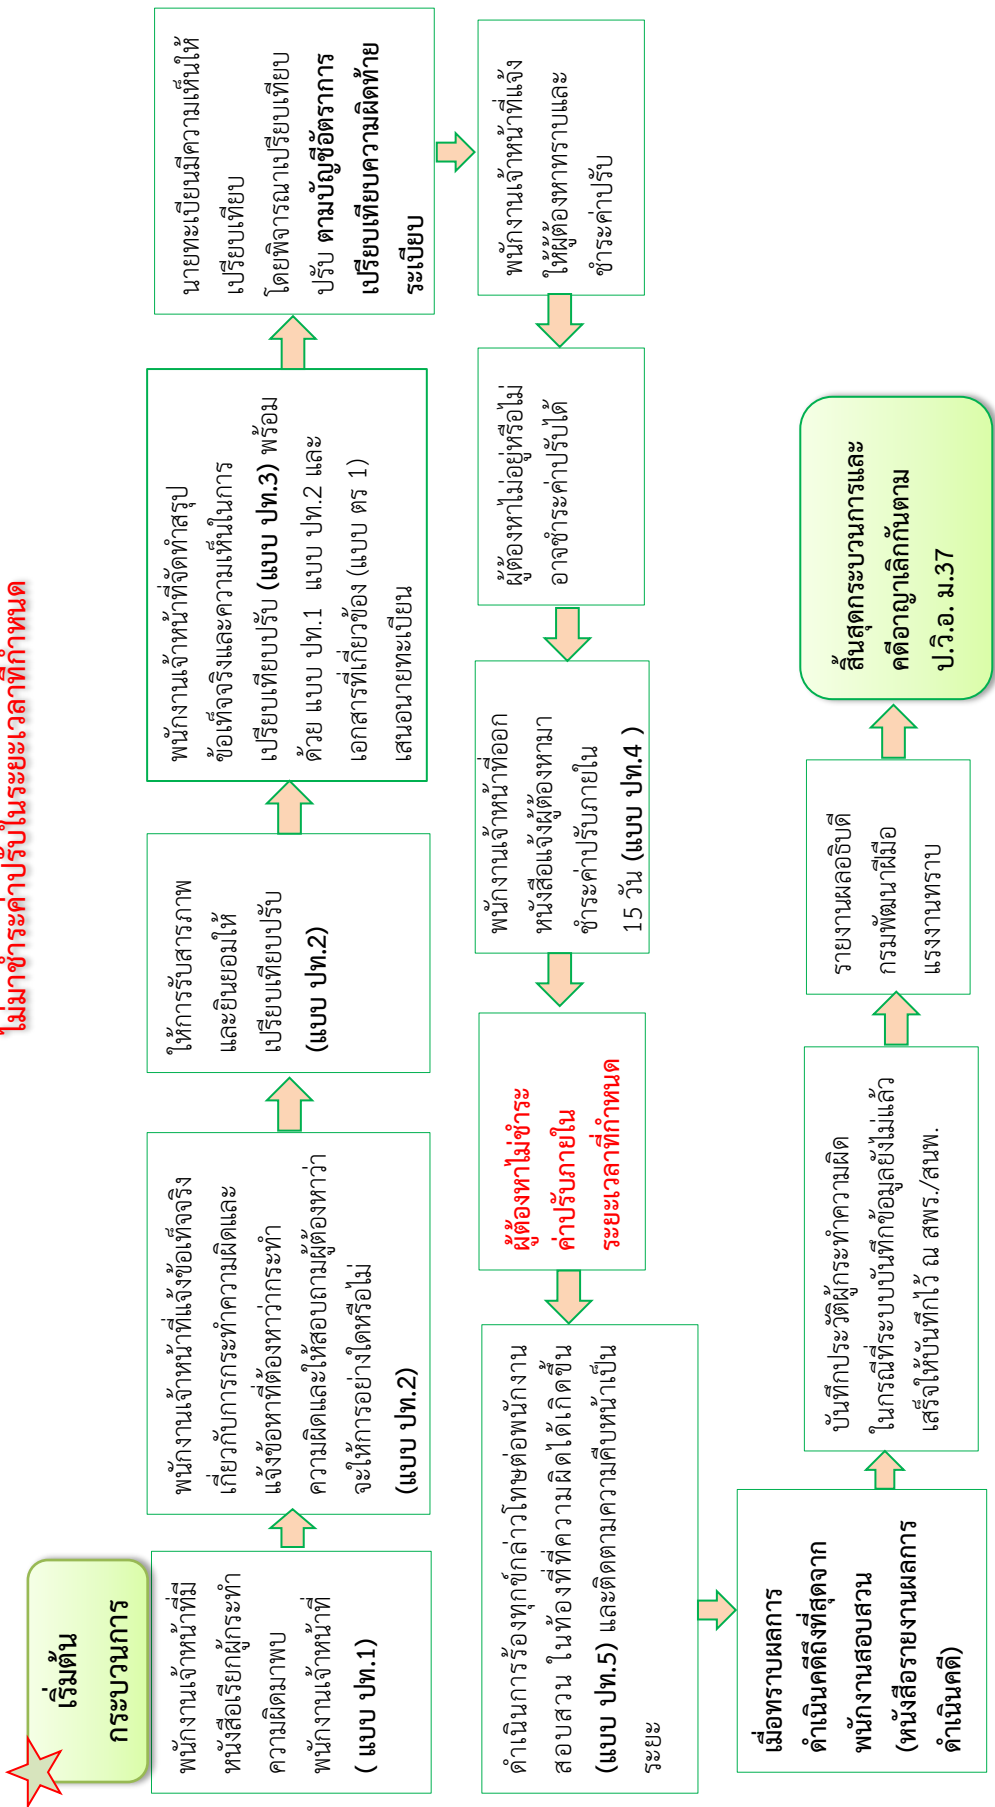 ไม่มาชำระค่าปรับในระยะเวลาที่กำหนด
เริ่มต้น
กระบวนการ
พนักงานเจ้าหน้าที่มี
หนังสือเรียกผู้กระทำ
ความผิดมาพบ
พนักงานเจ้าหน้าที่
( แบบ ปท.1)
พนักงานเจ้าหน้าที่แจ้งข้อเท็จจริง
เกี่ยวกับการกระทำความผิดและ
แจ้งข้อหาที่ต้องหาว่ากระทำ
ความผิดและให้สอบถามผู้ต้องหาว่า
จะให้การอย่างใดหรือไม่
(แบบ ปท.2)
ให้การรับสารภาพ
และยินยอมให้
เปรียบเทียบปรับ
(แบบ ปท.2)
พนักงานเจ้าหน้าที่จัดทำสรุป
ข้อเท็จจริงและความเห็นในการ
เปรียบเทียบปรับ (แบบ ปท.3) พร้อม
ด้วย แบบ ปท.1 แบบ ปท.2 และ
เอกสารที่เกี่ยวข้อง (แบบ ตร 1)
เสนอนายทะเบียน
นายทะเบียนมีความเห็นให้
เปรียบเทียบ
โดยพิจารณาเปรียบเทียบ
ปรับ ตามบัญชีอัตราการ
เปรียบเทียบความผิดท้าย
ระเบียบ
พนักงานเจ้าหน้าที่แจ้ง
ให้ผู้ต้องหาทราบและ
ชำระค่าปรับ
ผู้ต้องหาไม่อยู่หรือไม่
อาจชำระค่าปรับได้
พนักงานเจ้าหน้าที่ออก
หนังสือแจ้งผู้ต้องหามา
ชำระค่าปรับภายใน
15 วัน (แบบ ปท.4 )
ผู้ต้องหาไม่ชำระ
ค่าปรับภายใน
ระยะเวลาที่กำหนด
ดำเนินการร้องทุกข์กล่าวโทษต่อพนักงาน
สอบสวน ในท้องที่ที่ความผิดได้เกิดขึ้น
(แบบ ปท.5) และติดตามความคืบหน้าเป็น
ระยะ
เมื่อทราบผลการ
ดำเนินคดีถึงที่สุดจาก
พนักงานสอบสวน
(หนังสือรายงานผลการ
ดำเนินคดี)
บันทึกประวัติผู้กระทำความผิด
ในกรณีที่ระบบบันทึกข้อมูลยังไม่แล้ว
เสร็จให้บันทึกไว้ ณ สพร./สนพ.
รายงานผลอธิบดี
กรมพัฒนาฝีมือ
แรงงานทราบ
สิ้นสุดกระบวนการและ
คดีอาญาเลิกกันตาม
ป.วิ.อ. ม.37